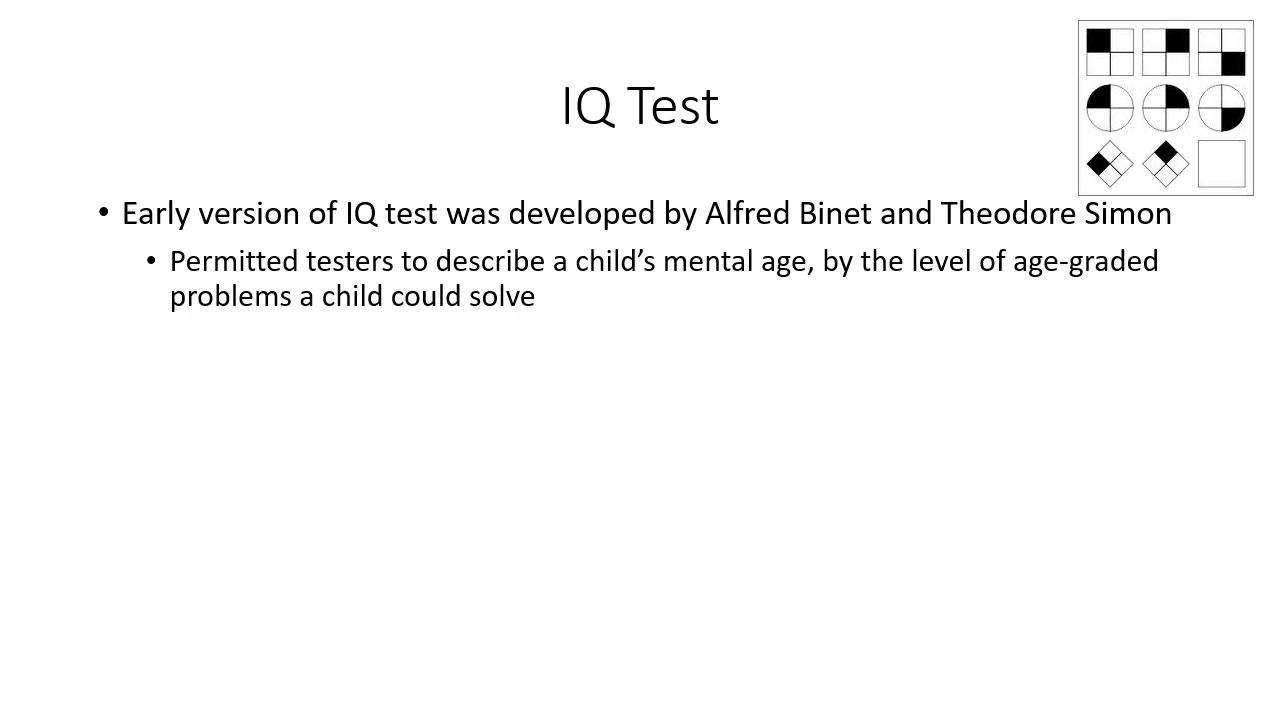 IQ Test
• Early version of IQ test was developed by Alfred Binet and Theodore Simon
• Permitted testers to describe a child’s mental age, by the level of age-graded
problems a child could solve